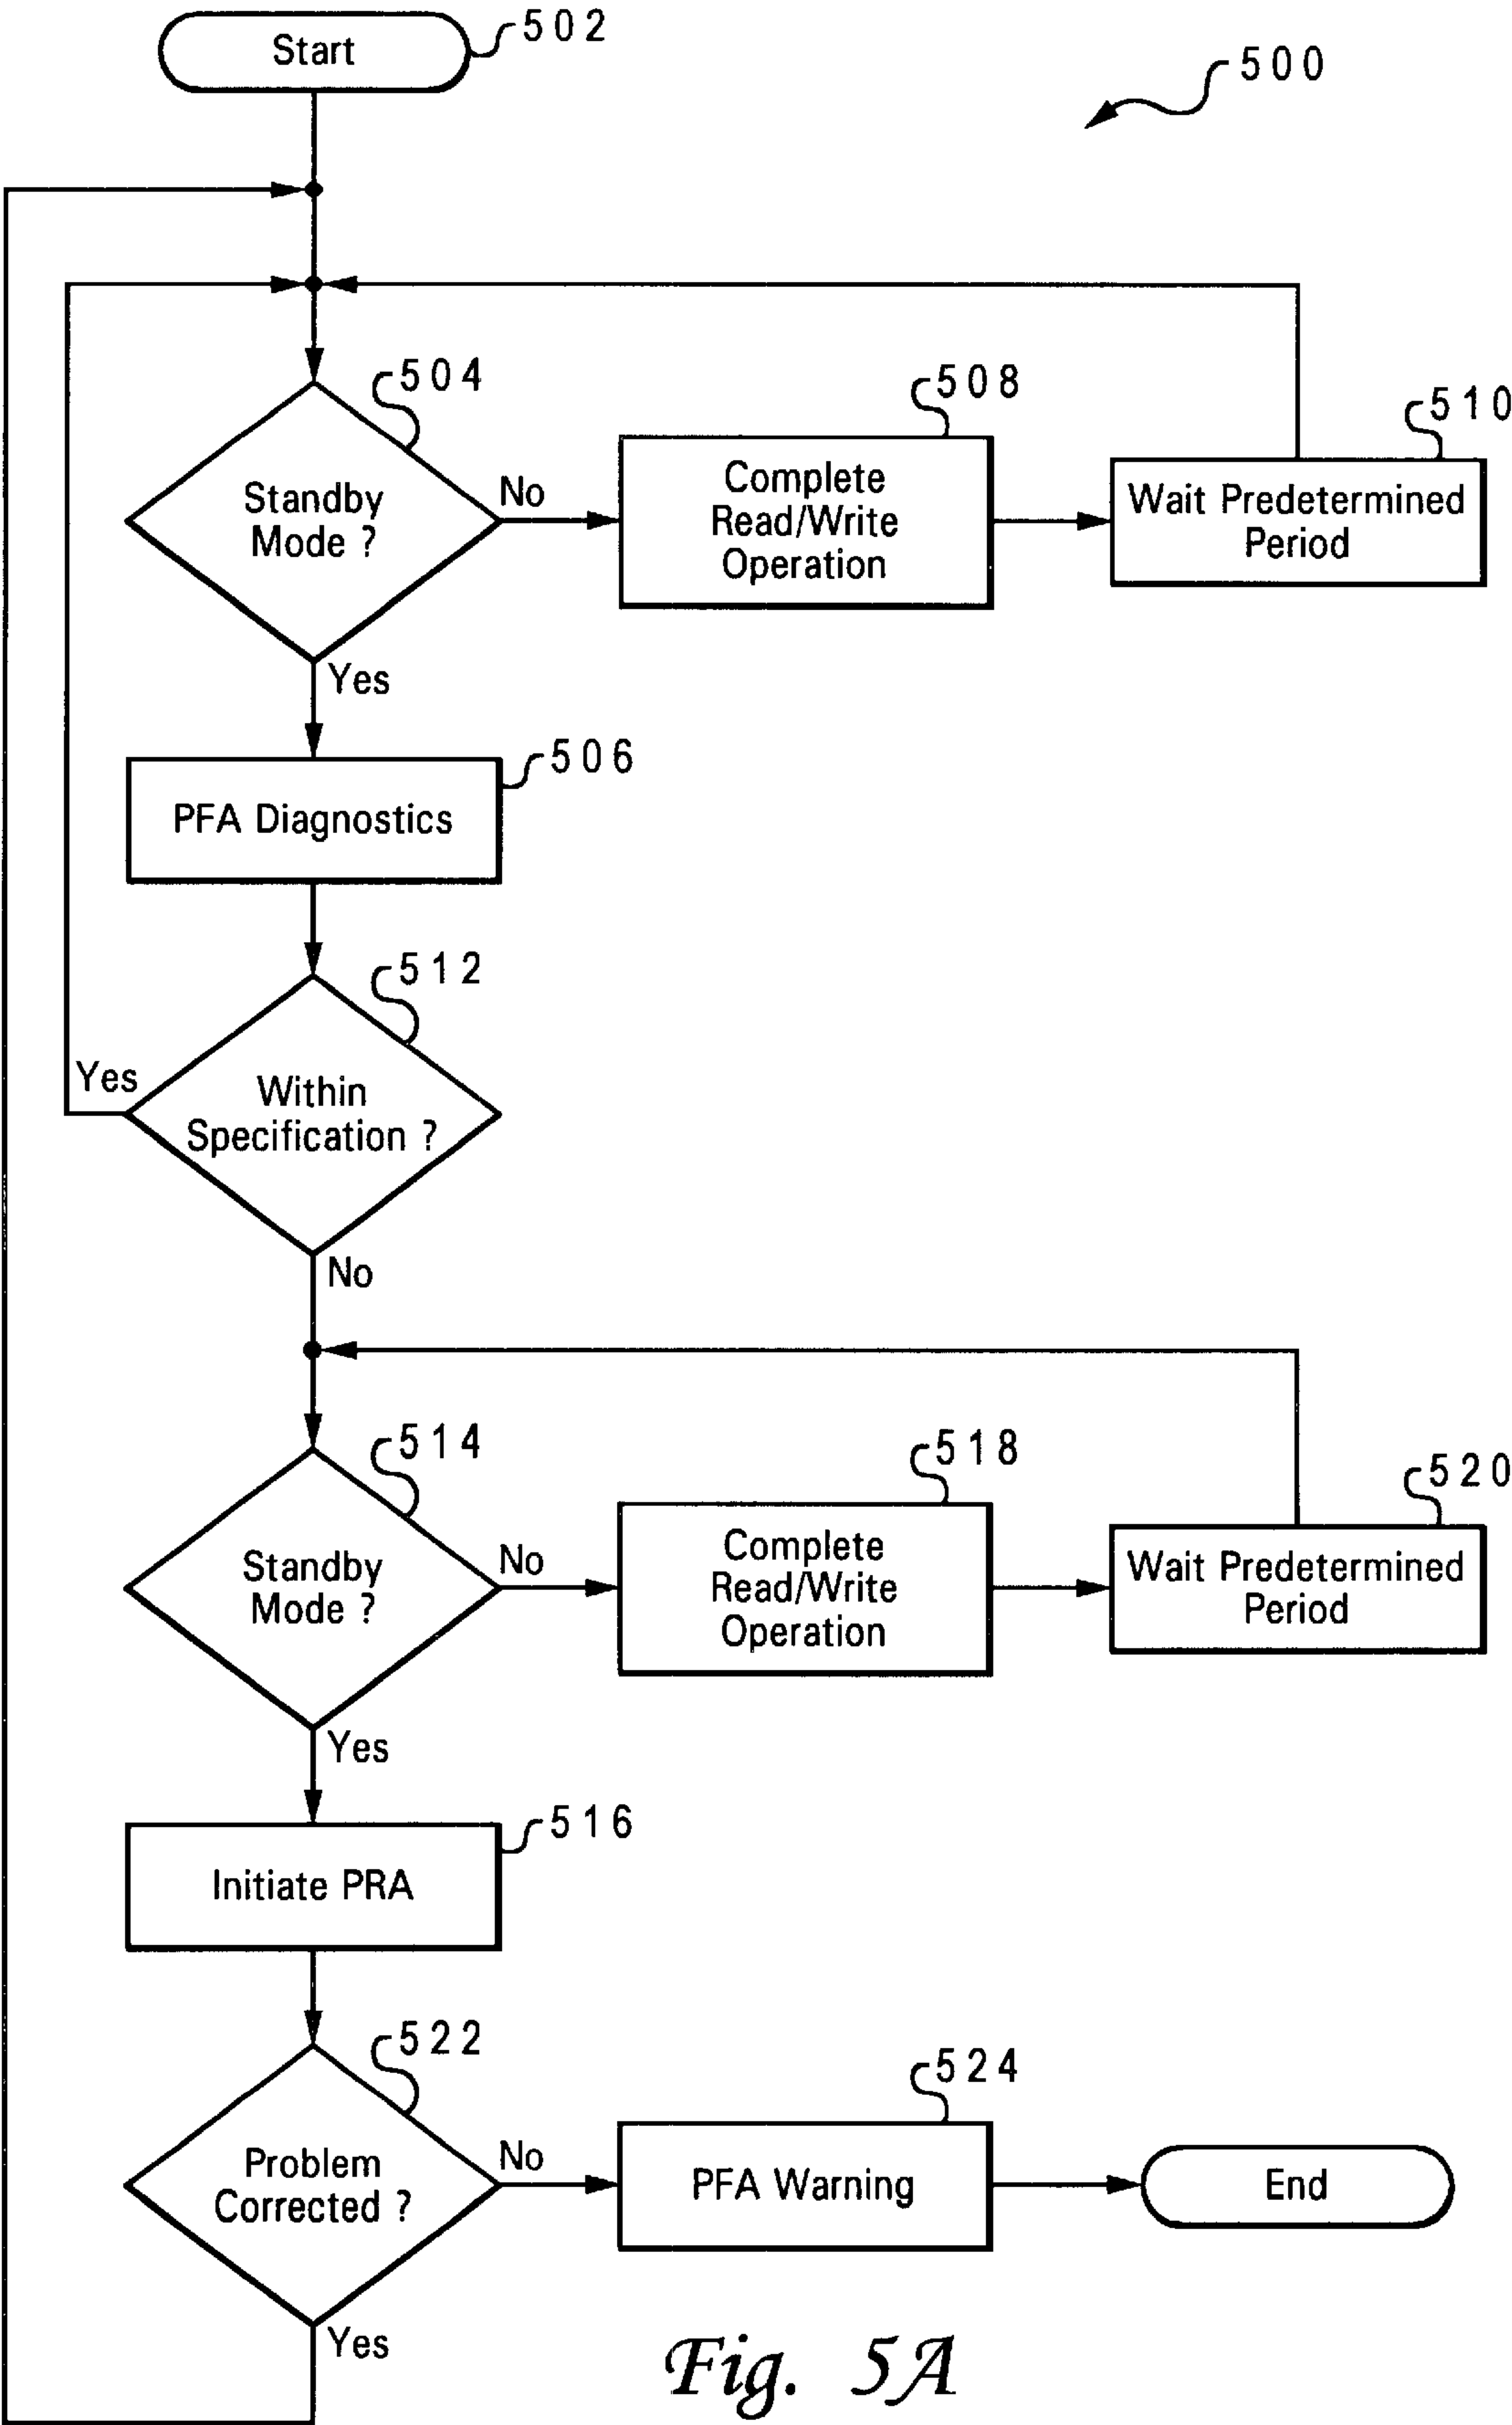 Start
502
500
504
Standby
Mode ?
No
508
Complete
Read/Write
Operation
510
Wait Predetermined
Period
Yes
506
PFA Diagnostics
512
Within
Specification ?
Yes
No
514
Standby
Mode ?
No
518
Complete
Read/Write
Operation
520
Wait Predetermined
Period
Yes
516
Initiate PRA
522
Problem
Corrected ?
No
524
PFA Warning
End
Yes
Fig. 5A